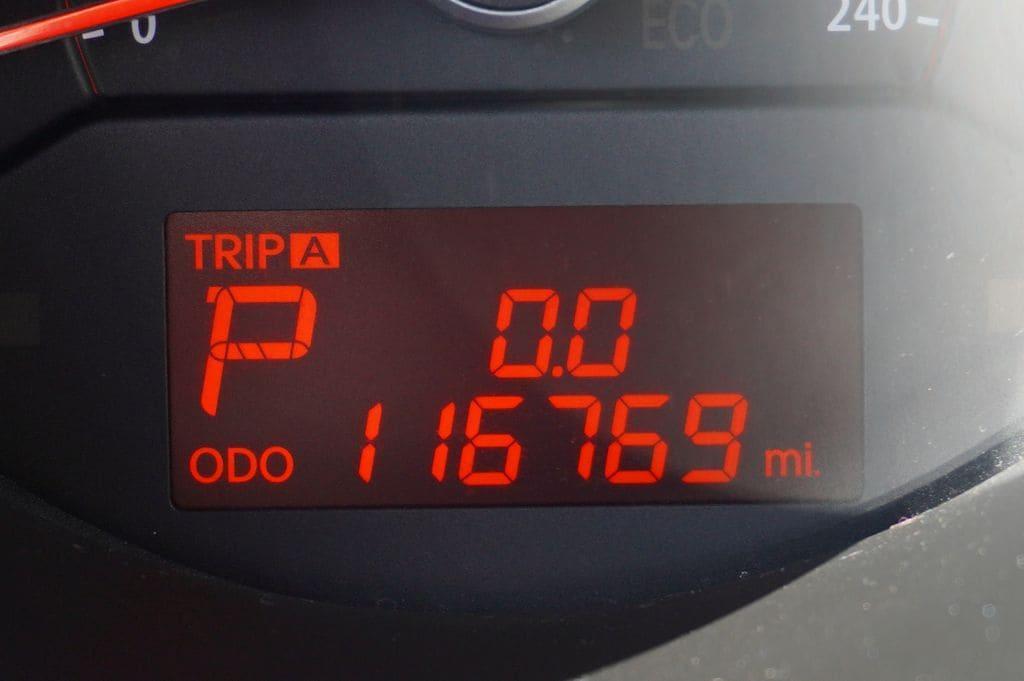 0 ECO 240
TRIP A
P 0.0
ODO 116769 mi.